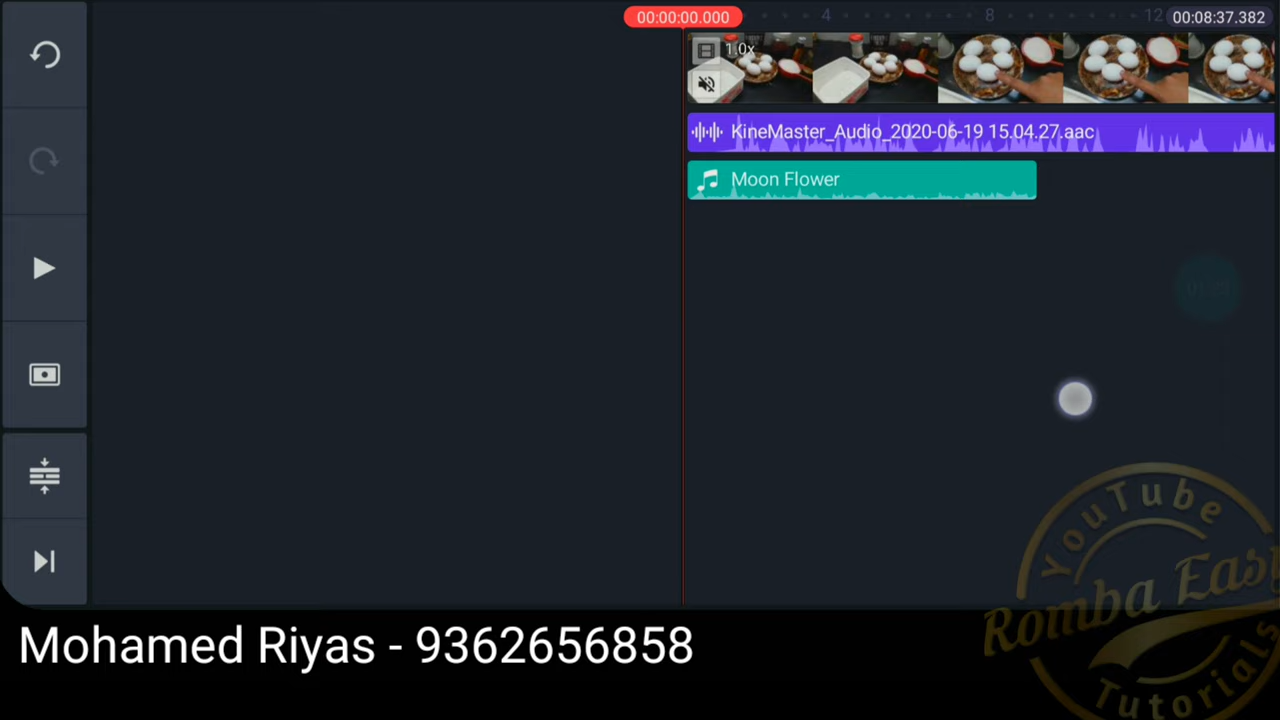 00:00:00.000
4
8
12
00:08:37.382
1.0x
KineMaster_Audio_2020-06-19 15.04.27.aac
Moon Flower
YouTube
Romba Easy
Tutorials
Mohamed Riyas - 9362656858